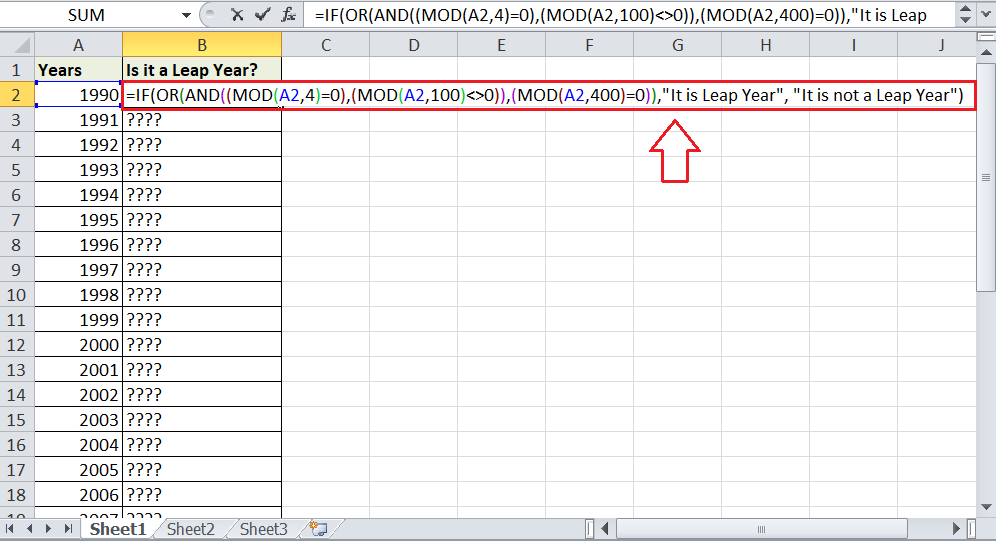 SUM =IF(OR(AND((MOD(A2,4)=0),(MOD(A2,100)<>0)),(MOD(A2,400)=0)),"It is Leap
A B C D E F G H I J
1 Years Is it a Leap Year?
2 1990 =IF(OR(AND((MOD(A2,4)=0),(MOD(A2,100)<>0)),(MOD(A2,400)=0)),"It is Leap Year", "It is not a Leap Year")
3 1991 ????
4 1992 ????
5 1993 ????
6 1994 ????
7 1995 ????
8 1996 ????
9 1997 ????
10 1998 ????
11 1999 ????
12 2000 ????
13 2001 ????
14 2002 ????
15 2003 ????
16 2004 ????
17 2005 ????
18 2006 ????
Sheet1 Sheet2 Sheet3